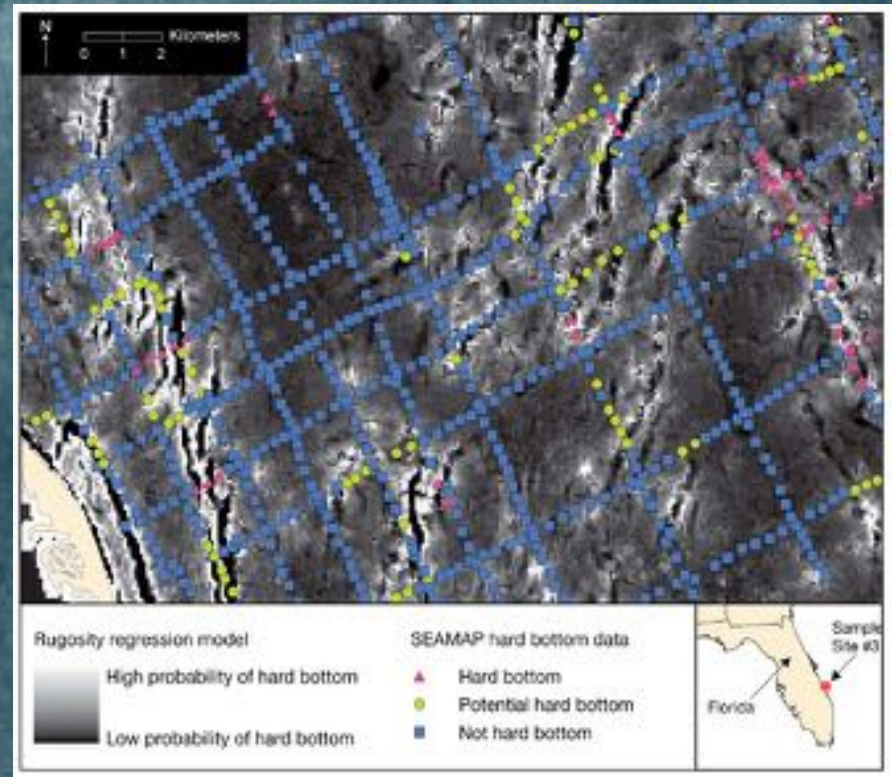 N
Kilometers
0 1 2
Rugosity regression model
High probability of hard bottom
Low probability of hard bottom
SEAMAP hard bottom data
Hard bottom
Potential hard bottom
Not hard bottom
Sample
Site #3
Florida